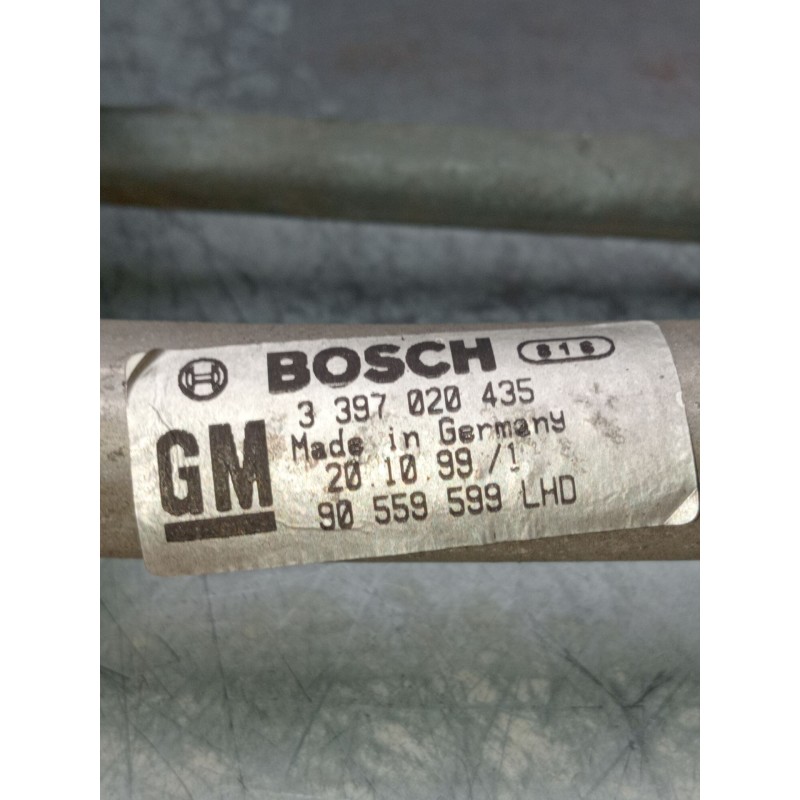 BOSCH 816
3 397 020 435
GM
Made in Germany
20.10.99/1
90 559 599 LHD